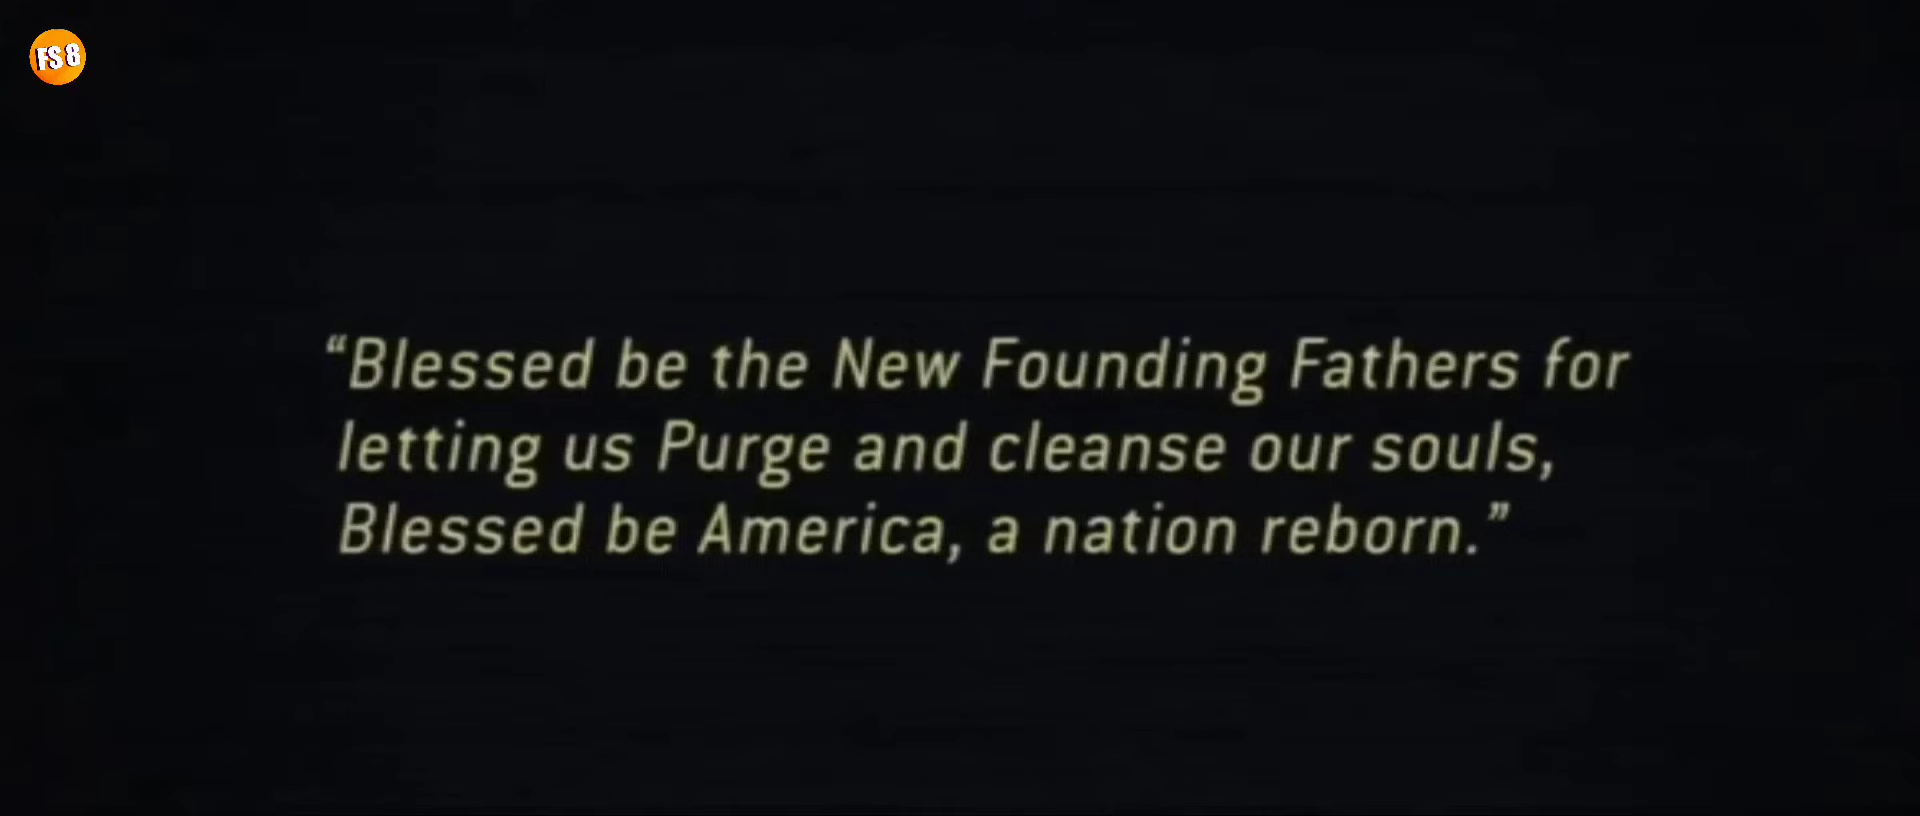 FS8
“Blessed be the New Founding Fathers for
letting us Purge and cleanse our souls,
Blessed be America, a nation reborn.”